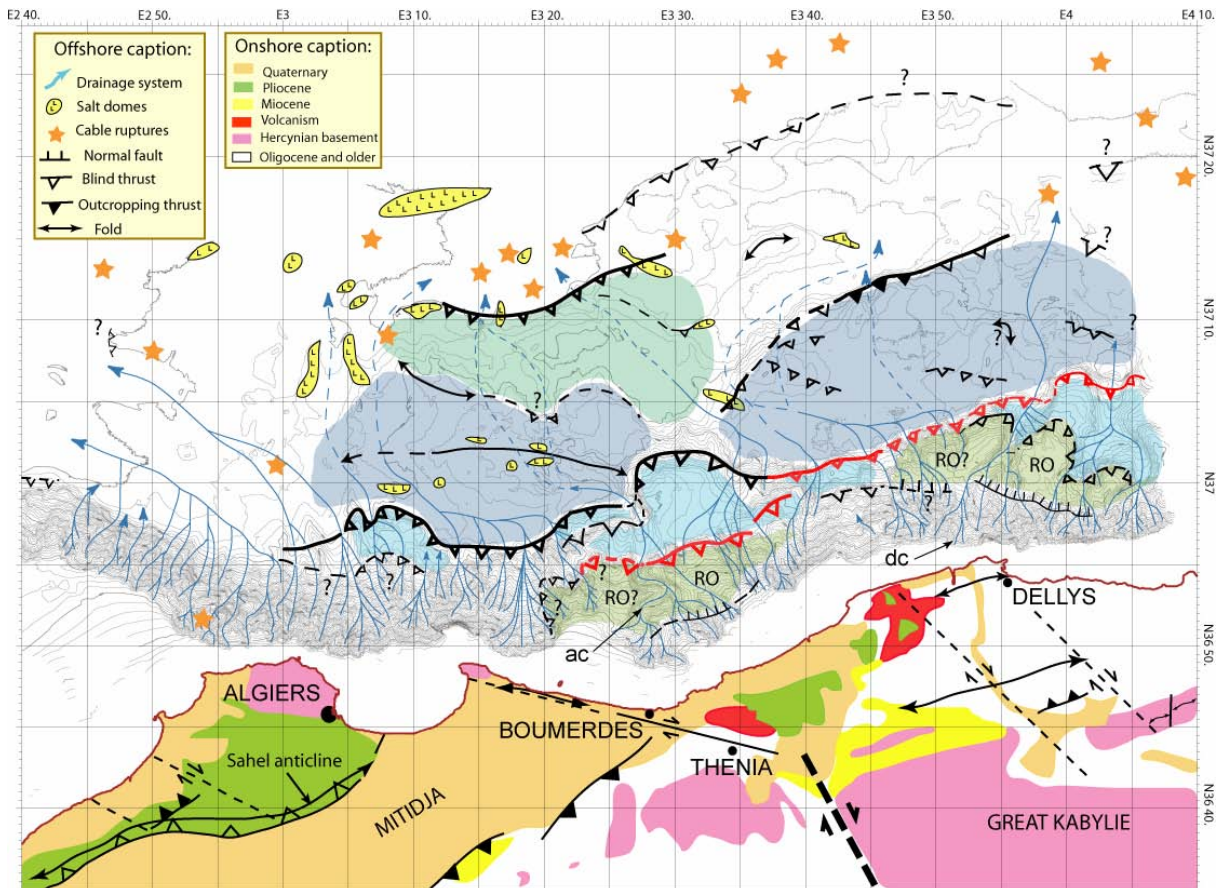 E2 40. E2 50. E3 E3 10. E3 20. E3 30. E3 40. E3 50. E4 E4 10.
Offshore caption:
Drainage system
Salt domes
Cable ruptures
Normal fault
Blind thrust
Outcropping thrust
Fold
Onshore caption:
Quaternary
Pliocene
Miocene
Volcanism
Hercynian basement
Oligocene and older
?
?
N37 20.
?
?
N37 10.
?
?
?
RO?
RO
N37
?
?
?
?
RO
RO?
?
dc
DELLYS
ac
N36 50.
ALGIERS
BOUMERDES
THENIA
Sahel anticline
MITIDJA
N36 40.
GREAT KABYLIE